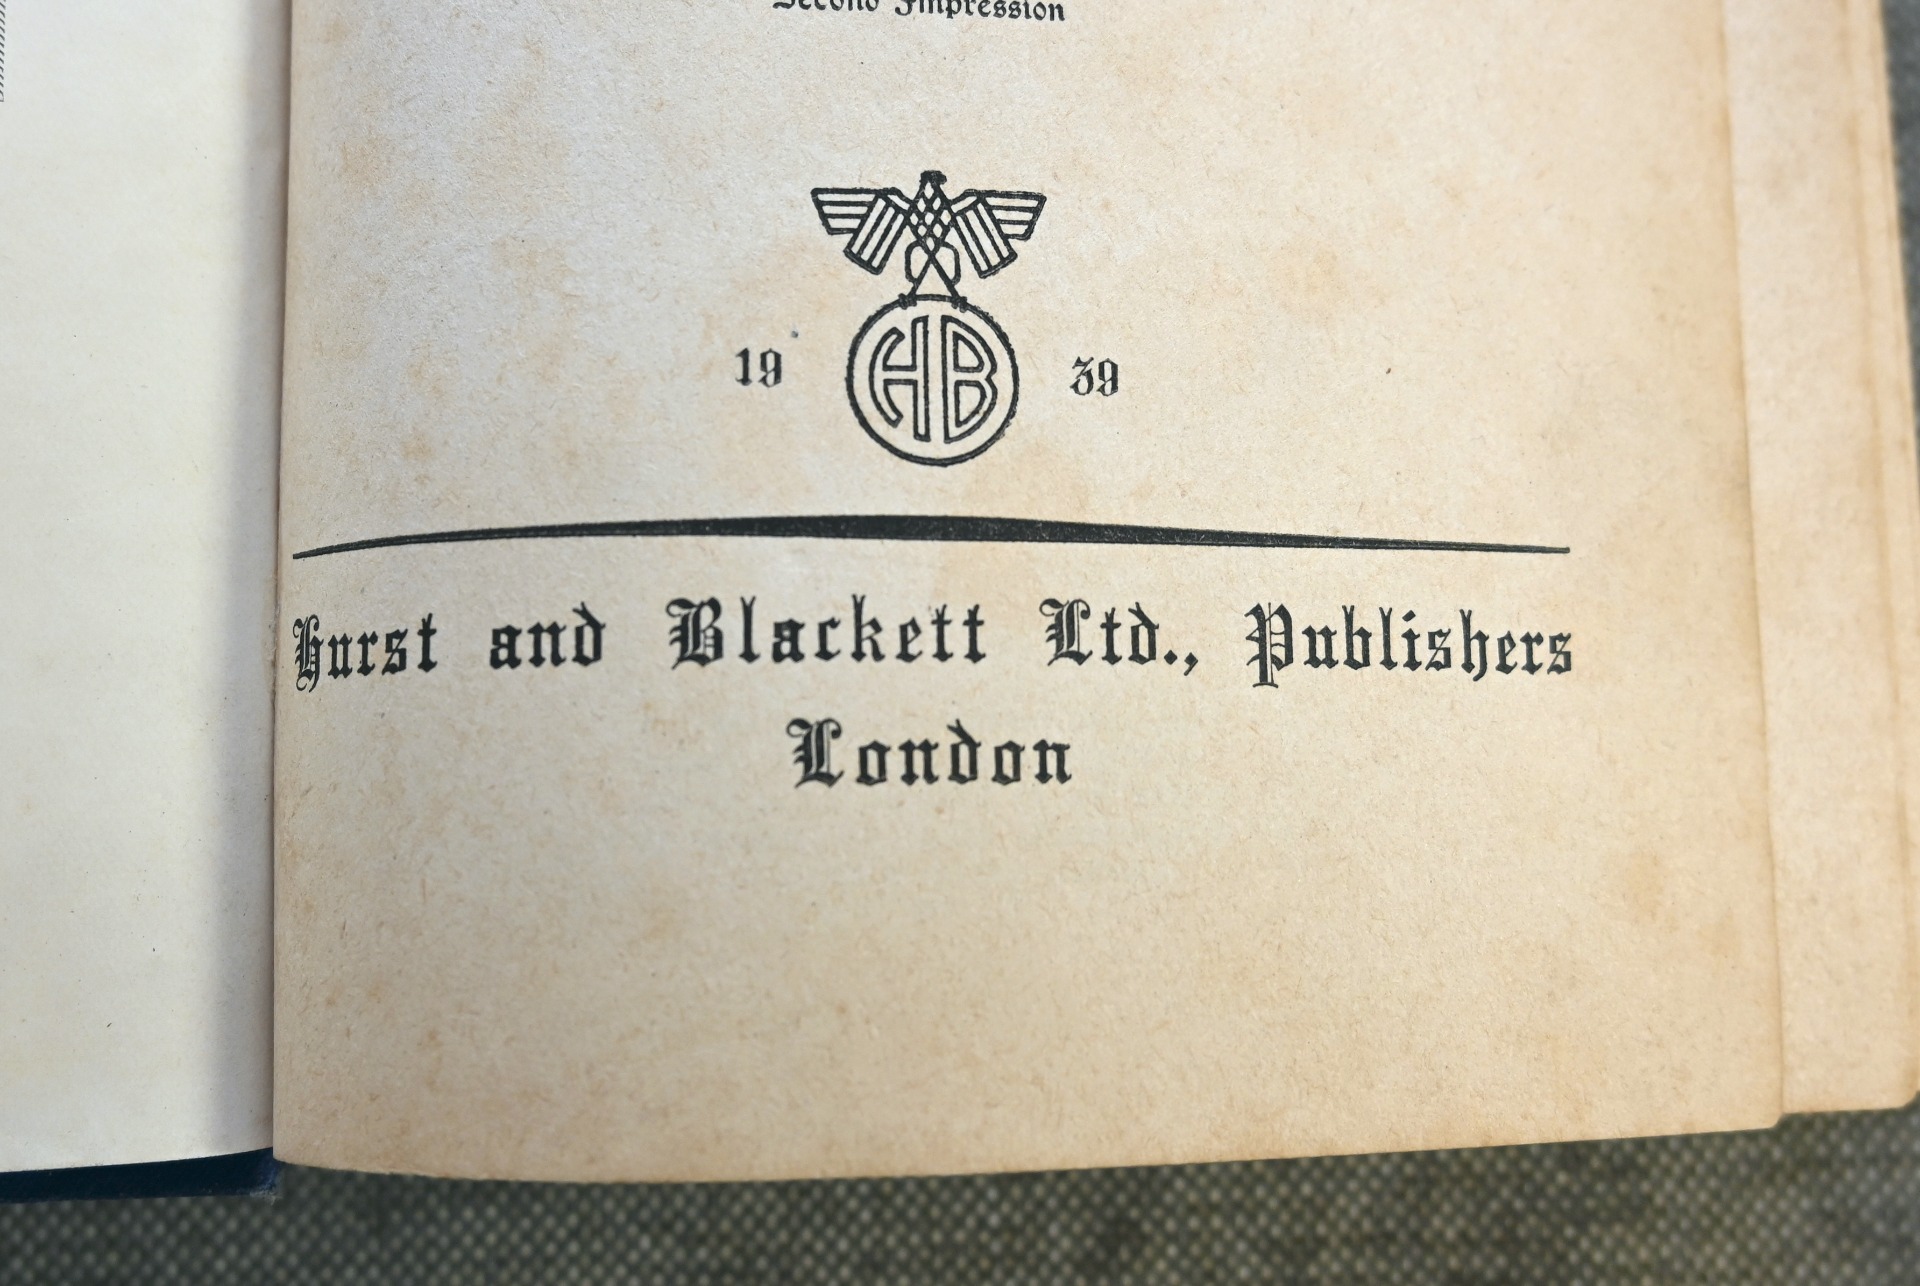 Second Impression
19 HB 39
Hurst and Blackett Ltd., Publishers
London